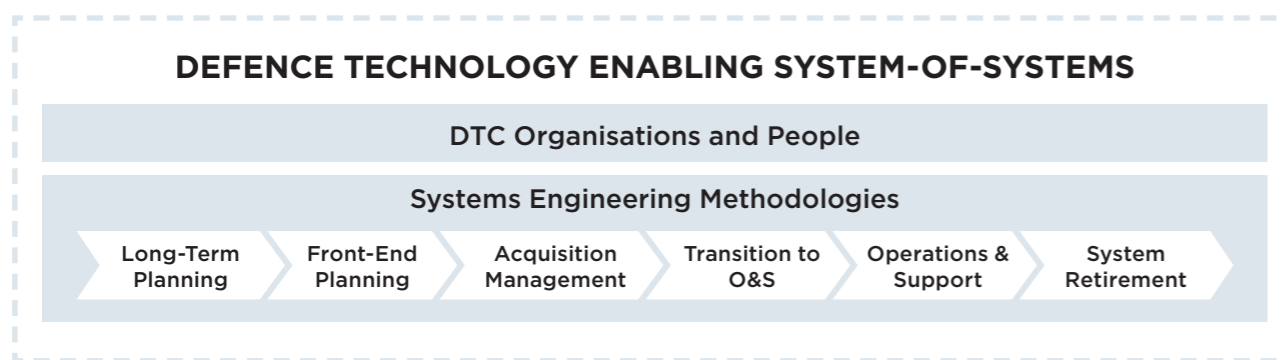 DEFENCE TECHNOLOGY ENABLING SYSTEM-OF-SYSTEMS
DTC Organisations and People
Systems Engineering Methodologies
Long-Term
Planning
Front-End
Planning
Acquisition
Management
Transition to
O&S
Operations &
Support
System
Retirement